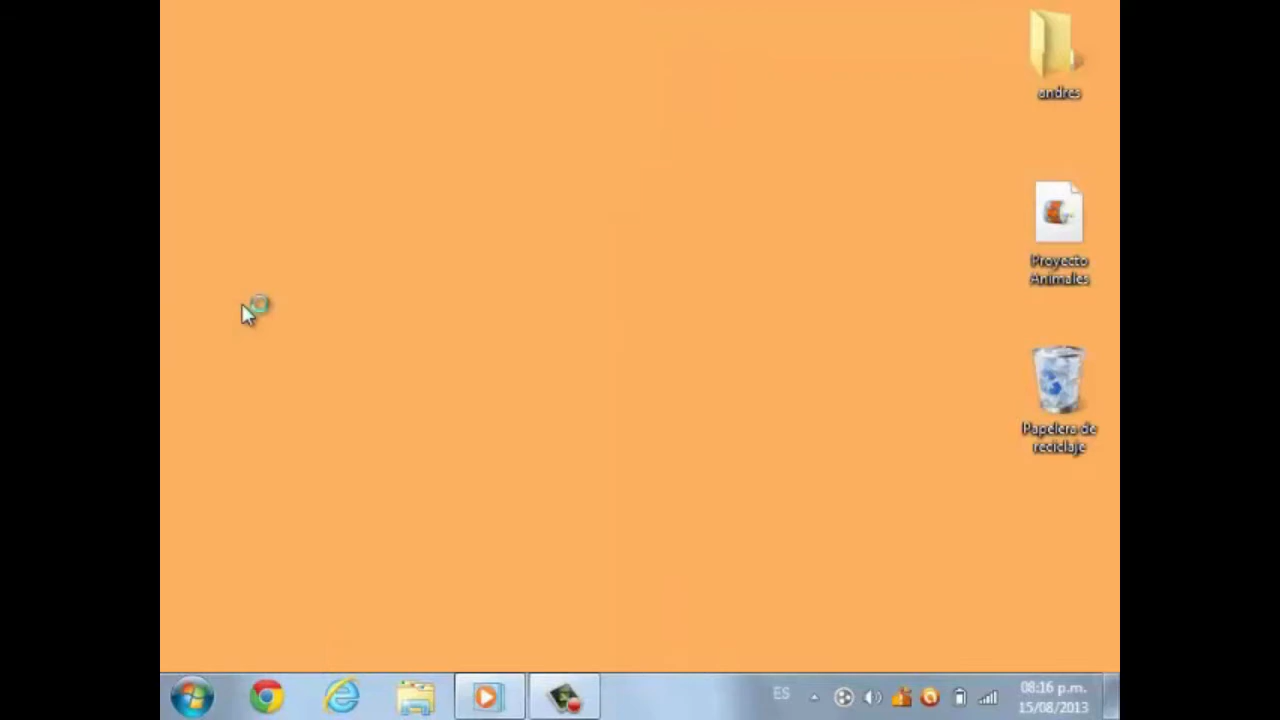 andres
Proyecto
Animales
Papelera de
reciclaje
ES
08:16 p.m.
15/08/2013